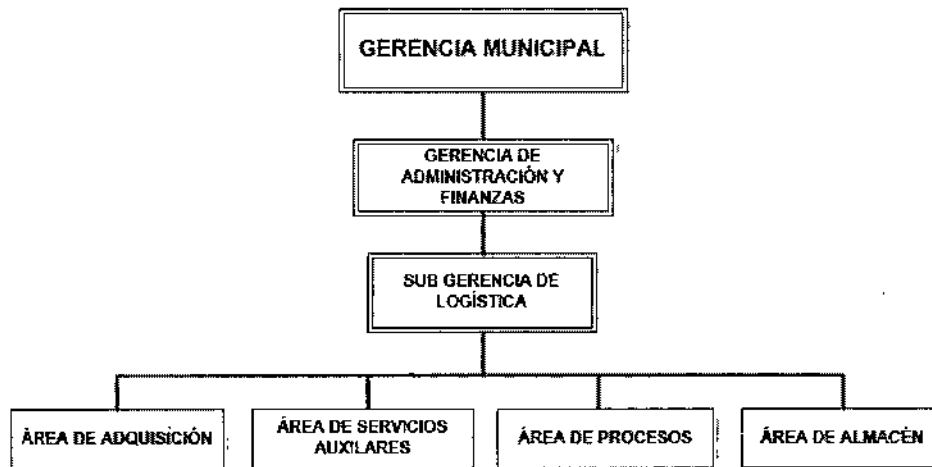 GERENCIA MUNICIPAL
GERENCIA DE
ADMINISTRACIÓN Y
FINANZAS
SUB GERENCIA DE
LOGÍSTICA
ÁREA DE ADQUISICIÓN
ÁREA DE SERVICIOS
AUXILARES
ÁREA DE PROCESOS
ÁREA DE ALMACÉN